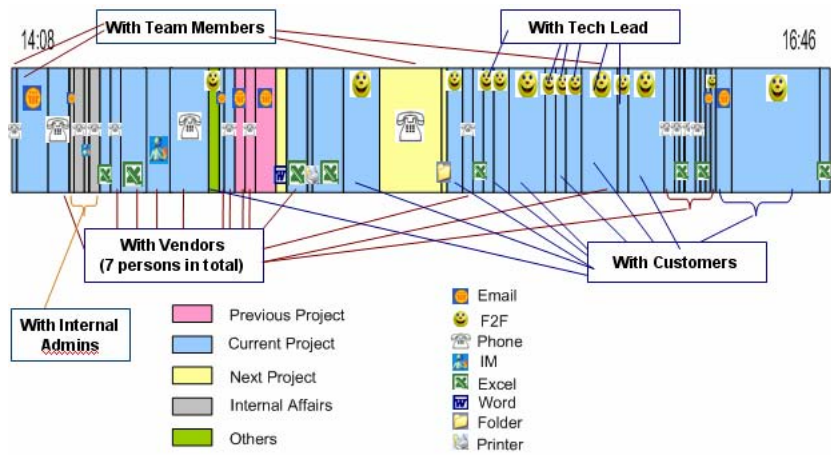 With Team Members
With Tech Lead
14:08
16:46
With Vendors
(7 persons in total)
With Customers
With Internal
Admins
Previous Project
Current Project
Next Project
Internal Affairs
Others
Email
F2F
Phone
IM
Excel
Word
Folder
Printer